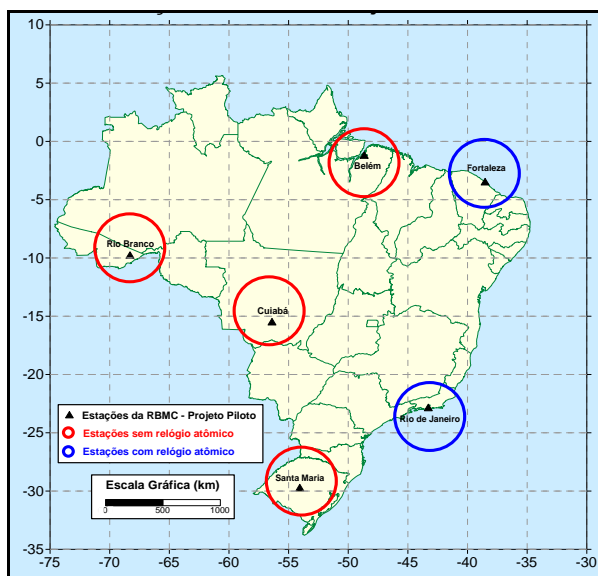 10
5
0
-5
-10
-15
-20
-25
-30
-35
-75 -70 -65 -60 -55 -50 -45 -40 -35 -30
Belém
Fortaleza
Rio Branco
Cuiabá
Rio de Janeiro
Santa Maria
Estações da RBMC - Projeto Piloto
Estações sem relógio atômico
Estações com relógio atômico
Escala Gráfica (km)
0 500 1000